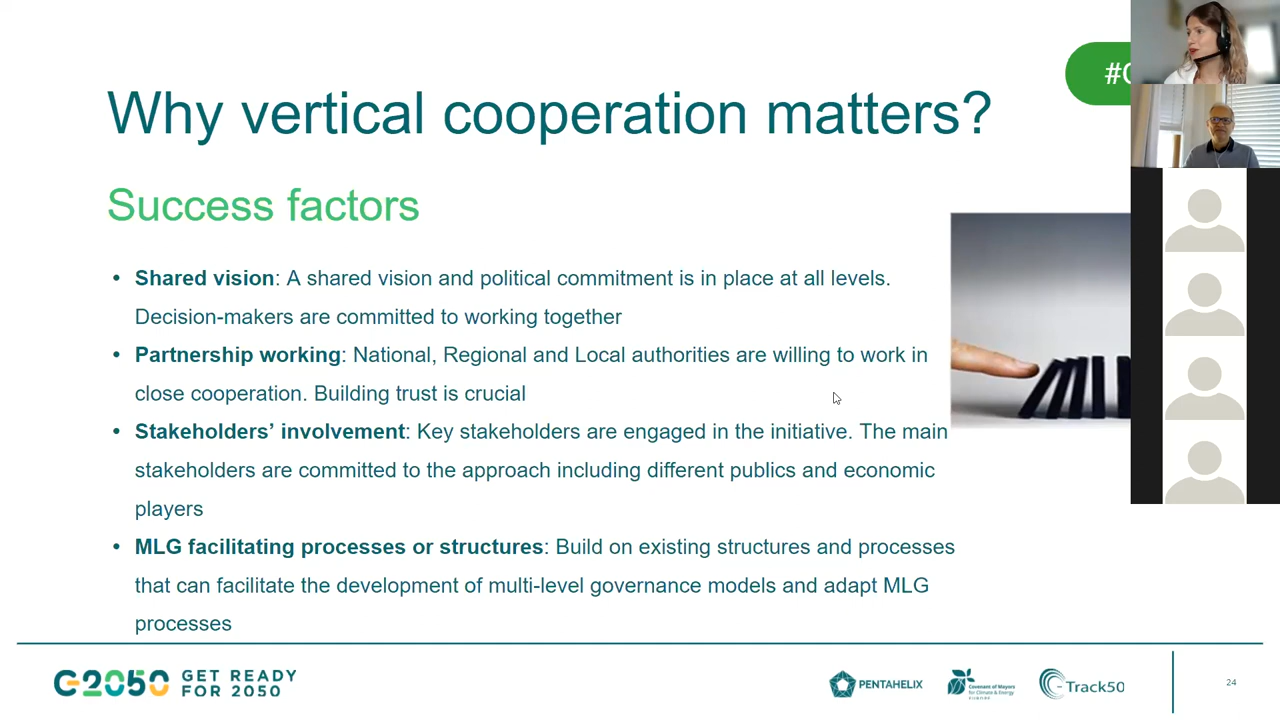 #
Why vertical cooperation matters?
Success factors
• Shared vision: A shared vision and political commitment is in place at all levels.
Decision-makers are committed to working together
• Partnership working: National, Regional and Local authorities are willing to work in
close cooperation. Building trust is crucial
• Stakeholders’ involvement: Key stakeholders are engaged in the initiative. The main
stakeholders are committed to the approach including different publics and economic
players
• MLG facilitating processes or structures: Build on existing structures and processes
that can facilitate the development of multi-level governance models and adapt MLG
processes
G2050 GET READY
FOR 2050
PENTAHELIX
Covenant of Mayors
for Climate & Energy
EUROPE
Track50
24